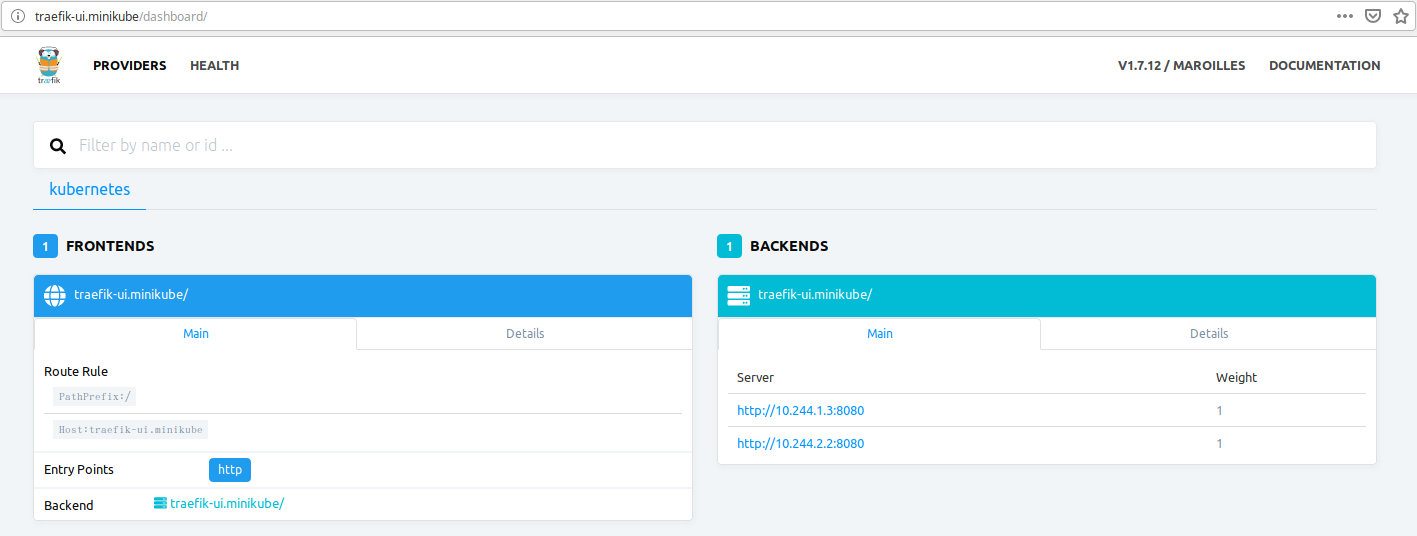 traefik-ui.minikube/dashboard/
træfik
PROVIDERS HEALTH V1.7.12 / MAROILLES DOCUMENTATION
Filter by name or id ...
kubernetes
1 FRONTENDS
traefik-ui.minikube/
Main Details
Route Rule
PathPrefix:/
Host:traefik-ui.minikube
Entry Points http
Backend traefik-ui.minikube/
1 BACKENDS
traefik-ui.minikube/
Main Details
Server Weight
http://10.244.1.3:8080 1
http://10.244.2.2:8080 1